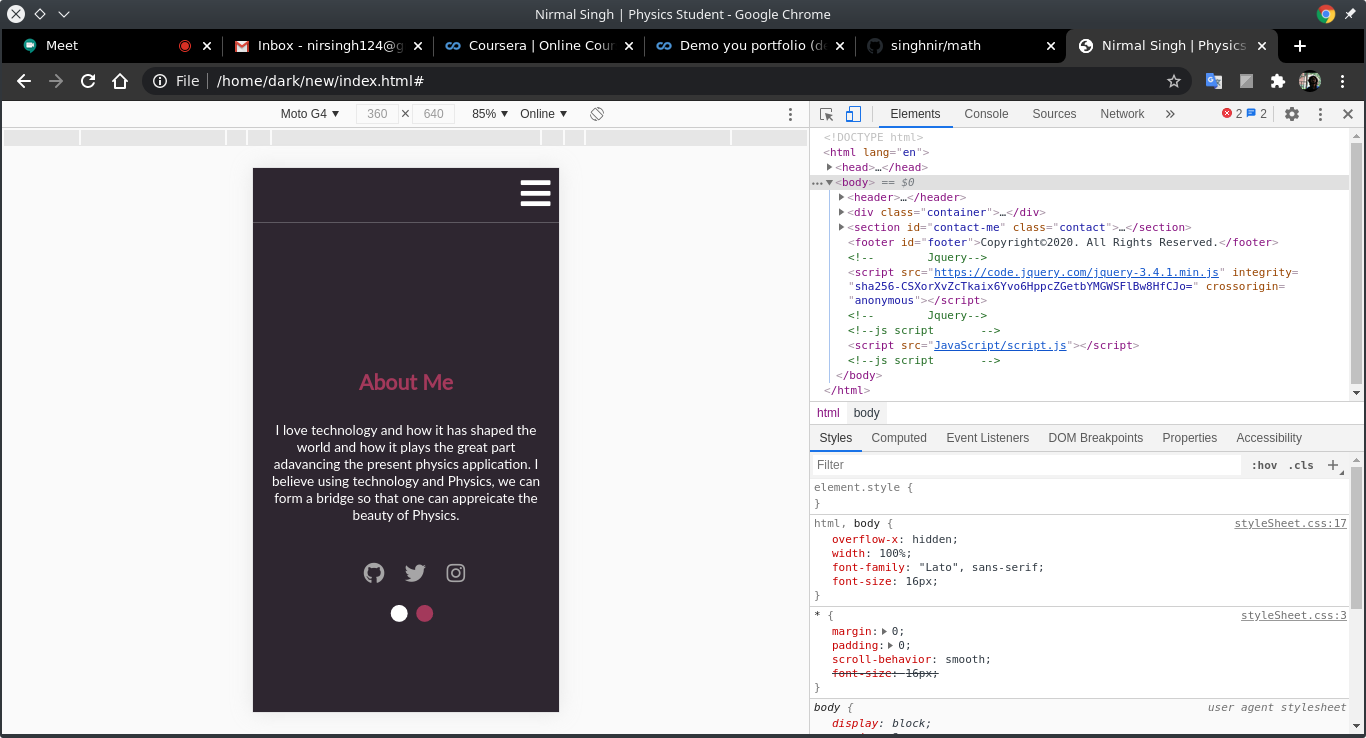 Nirmal Singh | Physics Student - Google Chrome
Meet
Inbox - nirsingh124@g
Coursera | Online Cour
Demo you portfolio (de
singhnir/math
Nirmal Singh | Physics
File
/home/dark/new/index.html#
Moto G4 ▼ 360 × 640 85% ▼ Online ▼
Elements Console Sources Network » 2 2
<!DOCTYPE html>
<html lang="en">
<head>…</head>
<body> == $0
<header>…</header>
<div class="container">…</div>
<section id="contact-me" class="contact">…</section>
<footer id="footer">Copyright©2020. All Rights Reserved.</footer>
<!-- Jquery-->
<script src="https://code.jquery.com/jquery-3.4.1.min.js" integrity=
"sha256-CSXorXvZcTkaix6Yvo6HppcZGetbYMGWSFlBw8HfCJo=" crossorigin=
"anonymous"></script>
<!-- Jquery-->
<!--js script -->
<script src="JavaScript/script.js"></script>
<!--js script -->
</body>
</html>
html body
Styles Computed Event Listeners DOM Breakpoints Properties Accessibility
Filter :hov .cls +
element.style {
}
html, body { styleSheet.css:17
overflow-x: hidden;
width: 100%;
font-family: "Lato", sans-serif;
font-size: 16px;
}
* { styleSheet.css:3
margin: 0;
padding: 0;
scroll-behavior: smooth;
font-size: 16px;
}
body { user agent stylesheet
display: block;
About Me
I love technology and how it has shaped the
world and how it plays the great part
adavancing the present physics application. I
believe using technology and Physics, we can
form a bridge so that one can appreicate the
beauty of Physics.